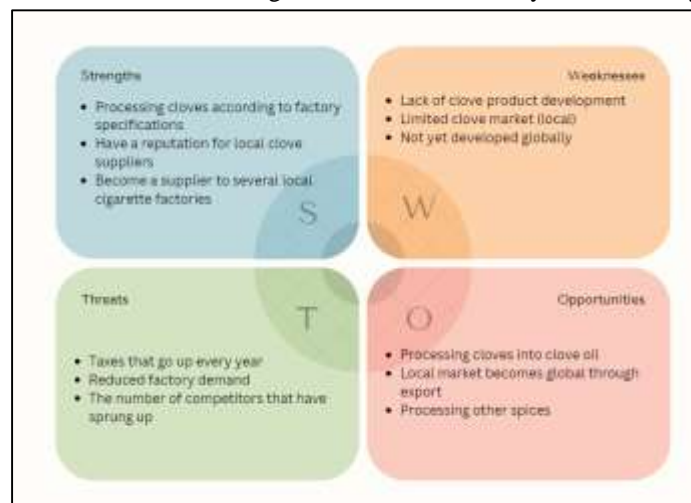 Strengths
• Processing cloves according to factory
specifications
• Have a reputation for local clove
suppliers
• Become a supplier to several local
cigarette factories
S
Weaknesses
• Lack of clove product development
• Limited clove market (local)
• Not yet developed globally
W
Threats
T
• Taxes that go up every year
• Reduced factory demand
• The number of competitors that have
sprung up
Opportunities
O
• Processing cloves into clove oil
• Local market becomes global through
export
• Processing other spices